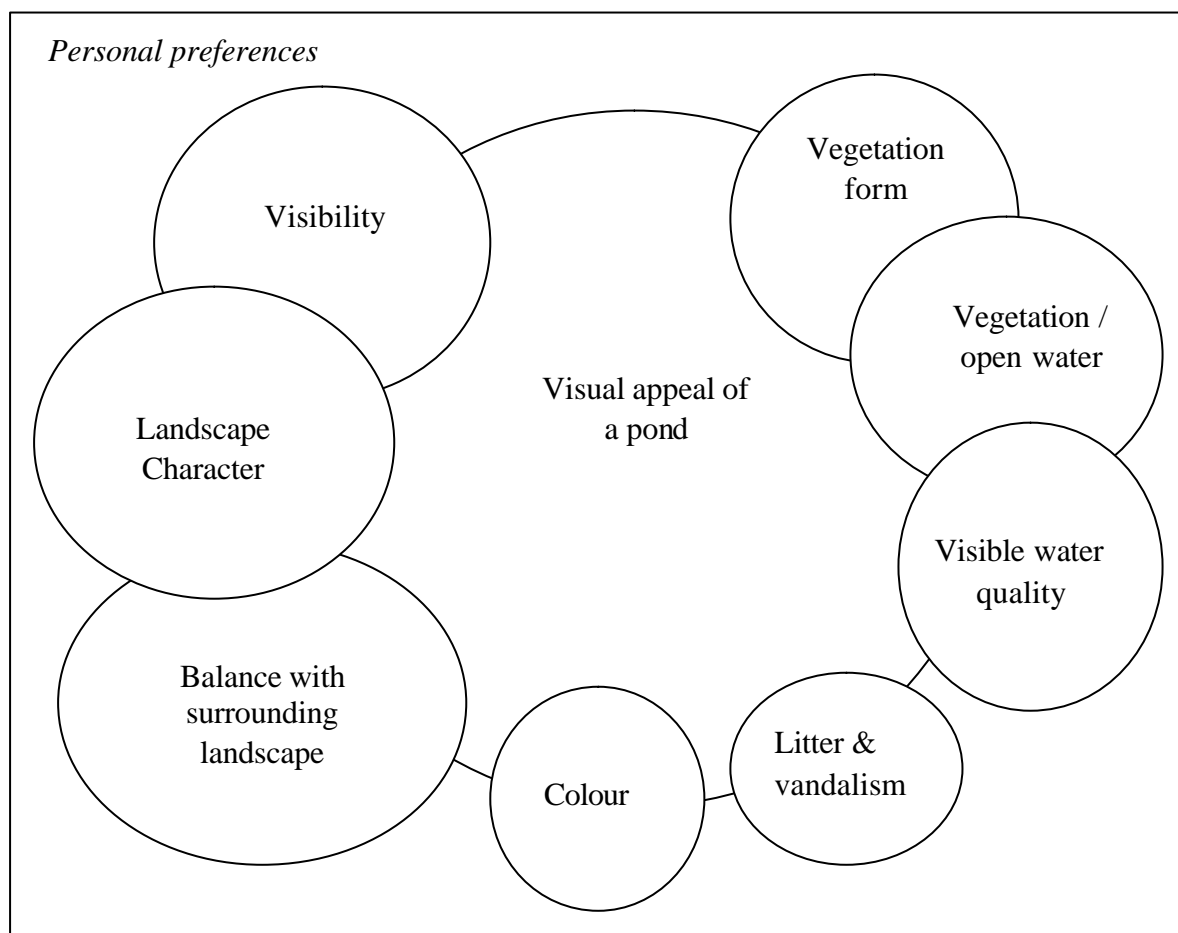 Personal preferences
Visibility
Vegetation
form
Vegetation /
open water
Visual appeal of
a pond
Landscape
Character
Visible water
quality
Balance with
surrounding
landscape
Litter &
vandalism
Colour